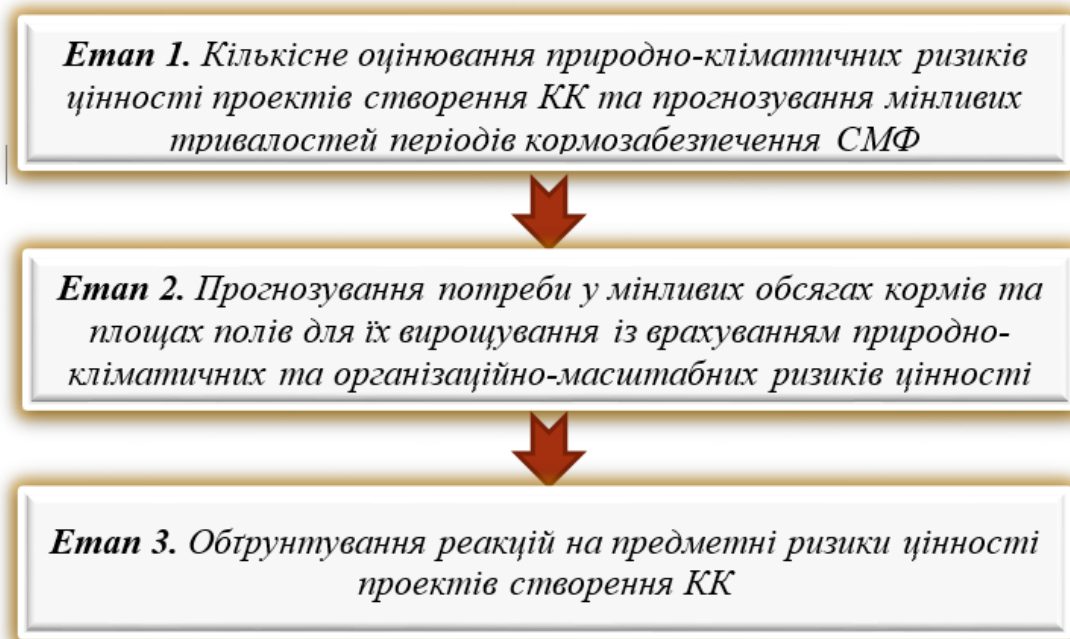 Етап 1. Кількісне оцінювання природно-кліматичних ризиків
цінності проектів створення КК та прогнозування мінливих
тривалостей періодів кормозабезпечення СМФ
Етап 2. Прогнозування потреби у мінливих обсягах кормів та
площах полів для їх вирощування із врахуванням природно-
кліматичних та організаційно-масштабних ризиків цінності
Етап 3. Обґрунтування реакцій на предметні ризики цінності
проектів створення КК